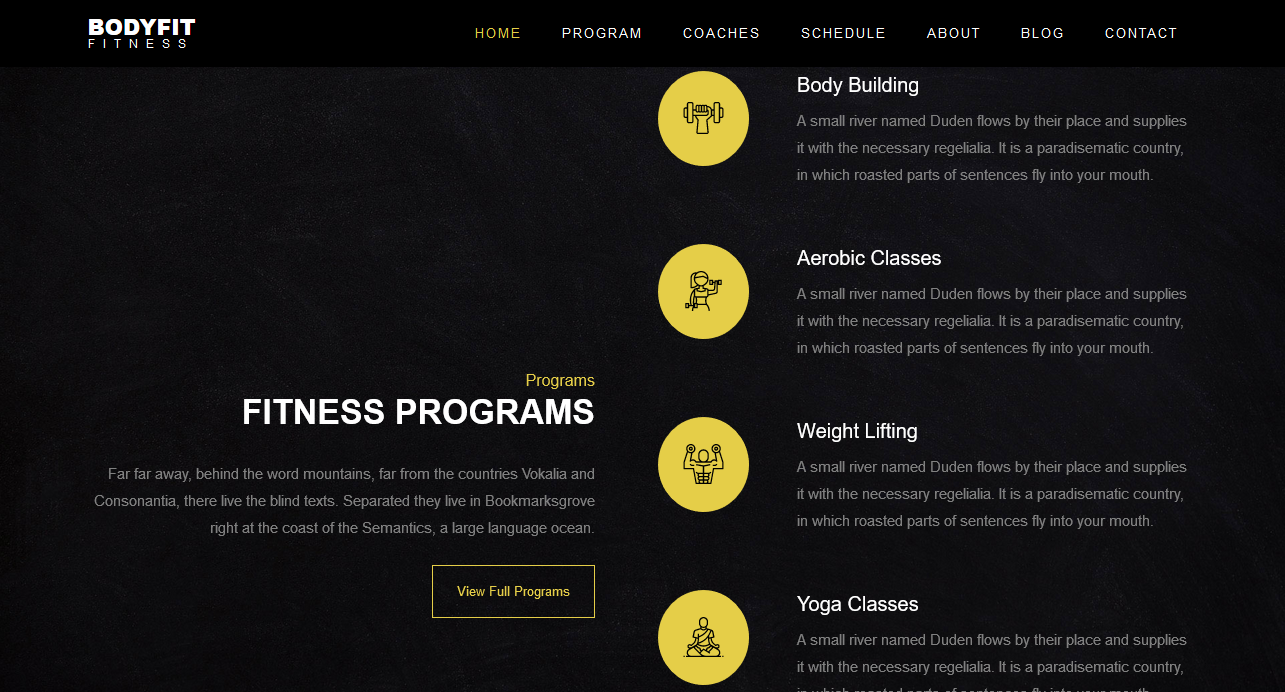 BODYFIT
FITNESS
HOME PROGRAM COACHES SCHEDULE ABOUT BLOG CONTACT
Programs
FITNESS PROGRAMS
Far far away, behind the word mountains, far from the countries Vokalia and
Consonantia, there live the blind texts. Separated they live in Bookmarksgrove
right at the coast of the Semantics, a large language ocean.
View Full Programs
Body Building
A small river named Duden flows by their place and supplies
it with the necessary regelialia. It is a paradisematic country,
in which roasted parts of sentences fly into your mouth.
Aerobic Classes
A small river named Duden flows by their place and supplies
it with the necessary regelialia. It is a paradisematic country,
in which roasted parts of sentences fly into your mouth.
Weight Lifting
A small river named Duden flows by their place and supplies
it with the necessary regelialia. It is a paradisematic country,
in which roasted parts of sentences fly into your mouth.
Yoga Classes
A small river named Duden flows by their place and supplies
it with the necessary regelialia. It is a paradisematic country,